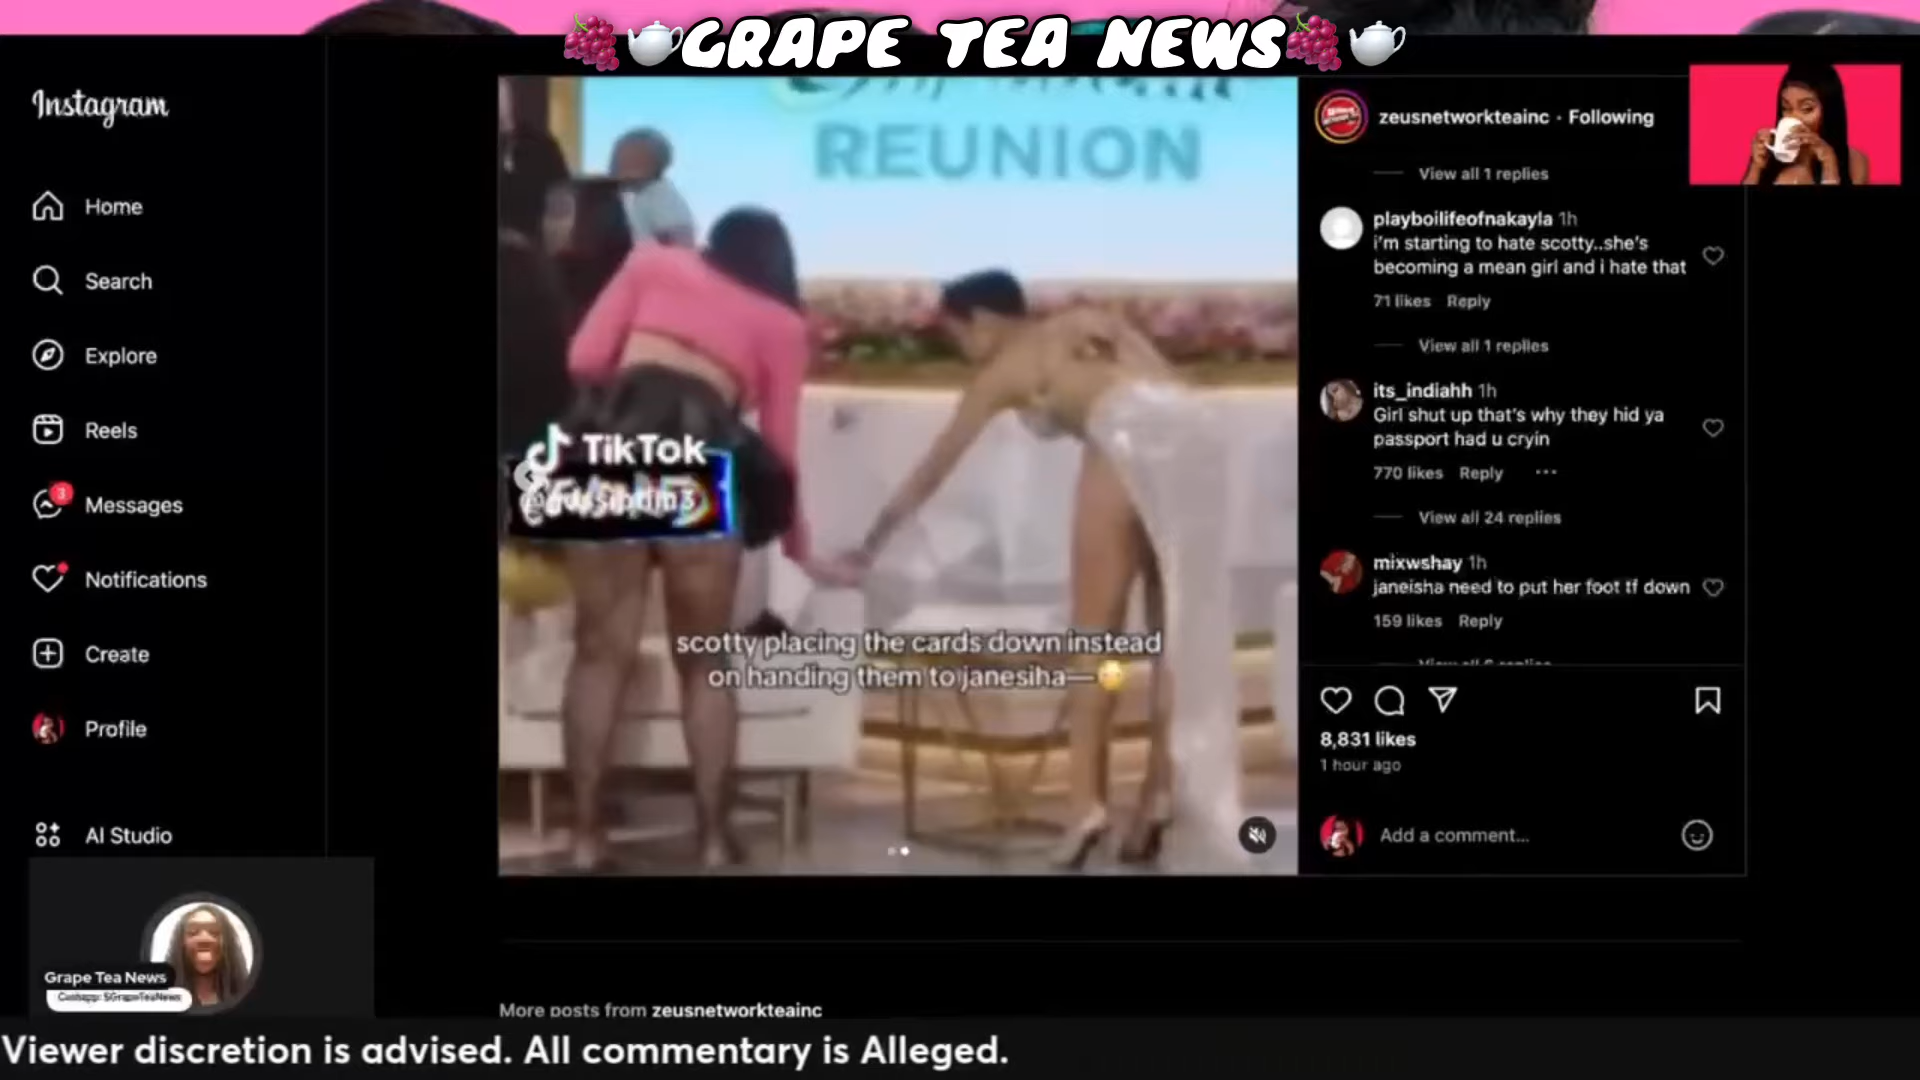 GRAPE TEA NEWS
Instagram
Home
Search
Explore
Reels
3
Messages
Notifications
Create
Profile
AI Studio
REUNION
TikTok
scotty placing the cards down instead
on handing them to janesiha—
zeusnetworkteainc · Following
View all 1 replies
playboilifeofnakayla 1h
i'm starting to hate scotty..she's
becoming a mean girl and i hate that
71 likes Reply
View all 1 replies
its_indiahh 1h
Girl shut up that's why they hid ya
passport had u cryin
770 likes Reply ...
View all 24 replies
mixwshay 1h
janeisha need to put her foot tf down
159 likes Reply
8,831 likes
1 hour ago
Add a comment...
More posts from zeusnetworkteainc
Grape Tea News
Cashapp: $GrapeTeaNews
Viewer discretion is advised. All commentary is Alleged.